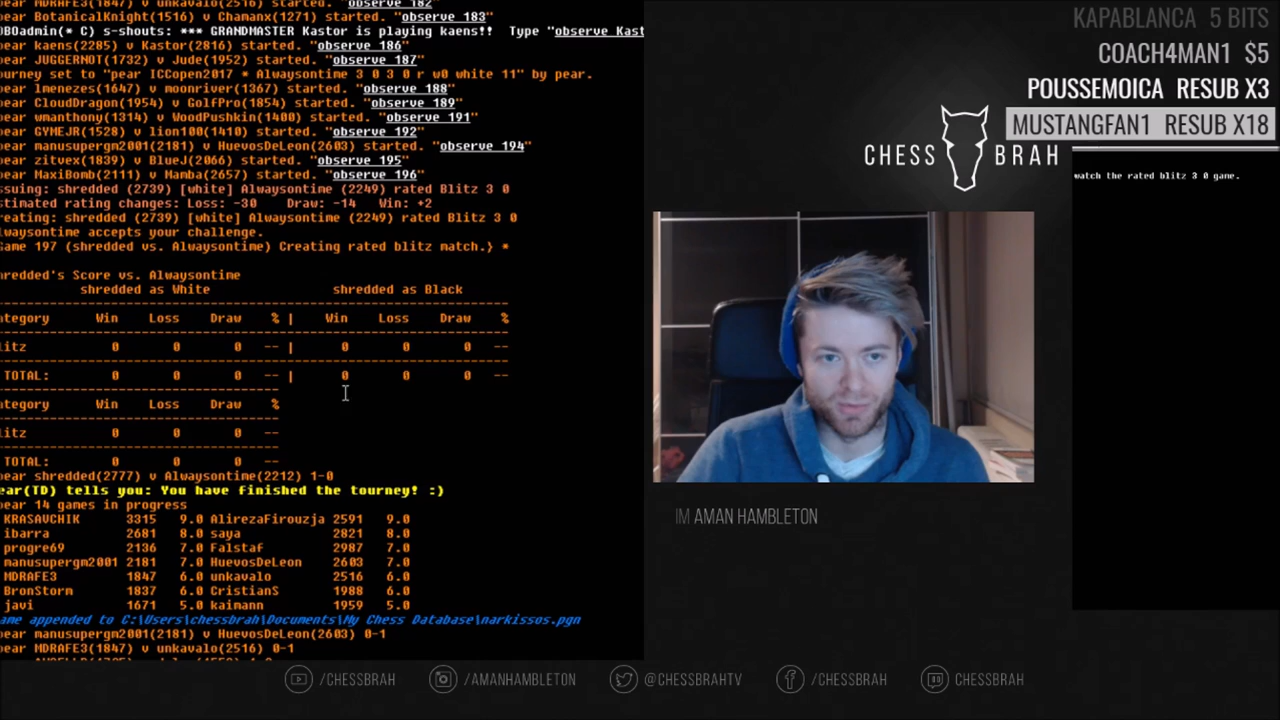 pear MDRAFE3(1847) v unkavalo(2516) started. "observe 182"
pear BotanicalKnight(1516) v Chamanx(1271) started. "observe 183"
OBOadmin(* C) s-shouts: *** GRANDMASTER Kastor is playing kaens!! Type "observe Kast
pear kaens(2285) v Kastor(2816) started. "observe 186"
pear JUGGERNOT(1732) v Jude(1952) started. "observe 187"
ourney set to "pear ICCopen2017 * Alwaysontime 3 0 3 0 r w0 white 11" by pear.
pear lmenezes(1647) v moonriver(1367) started. "observe 188"
pear CloudDragon(1954) v GolfPro(1854) started. "observe 189"
pear wmanthony(1314) v WoodPushkin(1400) started. "observe 191"
pear GYMEJR(1528) v lion100(1410) started. "observe 192"
pear manusupergm2001(2181) v HuevosDeLeon(2603) started. "observe 194"
pear zitvex(1839) v BlueJ(2066) started. "observe 195"
pear MaxiBomb(2111) v Mamba(2657) started. "observe 196"
ssuing: shredded (2739) [white] Alwaysontime (2249) rated Blitz 3 0
stimated rating changes: Loss: -30 Draw: -14 Win: +2
reating: shredded (2739) [white] Alwaysontime (2249) rated Blitz 3 0
lwaysontime accepts your challenge.
Game 197 (shredded vs. Alwaysontime) Creating rated blitz match.} *
hredded's Score vs. Alwaysontime
shredded as White shredded as Black
ategory Win Loss Draw % | Win Loss Draw %
litz 0 0 0 -- | 0 0 0 --
TOTAL: 0 0 0 -- | 0 0 0 --
ategory Win Loss Draw %
litz 0 0 0 --
TOTAL: 0 0 0 --
pear shredded(2777) v Alwaysontime(2212) 1-0
ear(TD) tells you: You have finished the tourney! :)
pear 14 games in progress
KRASAVCHIK 3315 9.0 AlirezaFirouzja 2591 9.0
ibarra 2681 8.0 saya 2821 8.0
progre69 2136 7.0 Falstaf 2987 7.0
manusupergm2001 2181 7.0 HuevosDeLeon 2603 7.0
MDRAFE3 1847 6.0 unkavalo 2516 6.0
BronStorm 1837 6.0 CristianS 1988 6.0
javi 1671 5.0 kaimann 1959 5.0
ame appended to C:\Users\chessbrah\Documents\My Chess Database\narkissos.pgn
pear manusupergm2001(2181) v HuevosDeLeon(2603) 0-1
pear MDRAFE3(1847) v unkavalo(2516) 0-1
KAPABLANCA 5 BITS
COACH4MAN1 $5
POUSSEMOICA RESUB X3
MUSTANGFAN1 RESUB X18
CHESS BRAH
watch the rated blitz 3 0 game.
IM AMAN HAMBLETON
/CHESSBRAH
/AMANHAMBLETON
@CHESSBRAHTV
/CHESSBRAH
CHESSBRAH